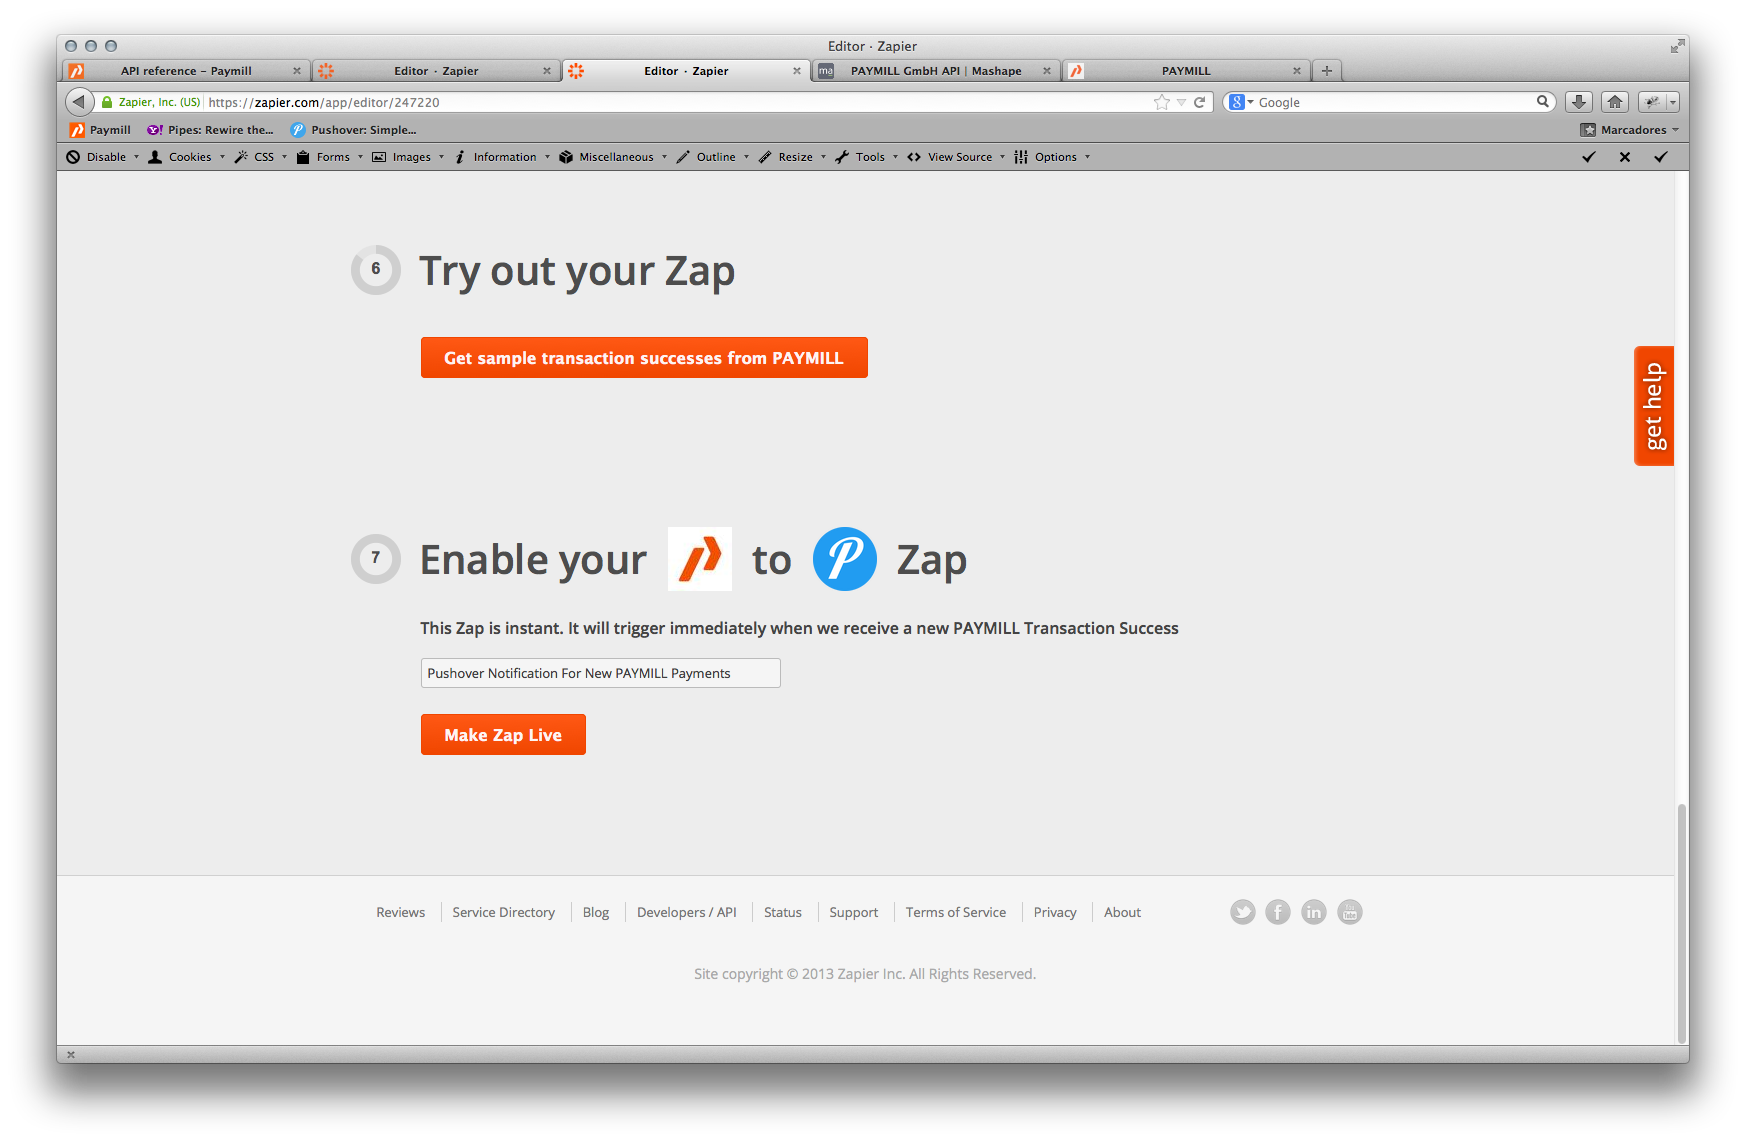 Editor · Zapier
API reference – Paymill
Editor · Zapier
Editor · Zapier
ma
PAYMILL GmbH API | Mashape
PAYMILL
Zapier, Inc. (US)
https://zapier.com/app/editor/247220
8
Google
Paymill
Y! Pipes: Rewire the...
Pushover: Simple...
Marcadores
Disable
Cookies
CSS
Forms
Images
Information
Miscellaneous
Outline
Resize
Tools
View Source
Options
6 Try out your Zap
Get sample transaction successes from PAYMILL
get help
7 Enable your to P Zap
This Zap is instant. It will trigger immediately when we receive a new PAYMILL Transaction Success
Pushover Notification For New PAYMILL Payments
Make Zap Live
Reviews
Service Directory
Blog
Developers / API
Status
Support
Terms of Service
Privacy
About
f
in
You Tube
Site copyright © 2013 Zapier Inc. All Rights Reserved.